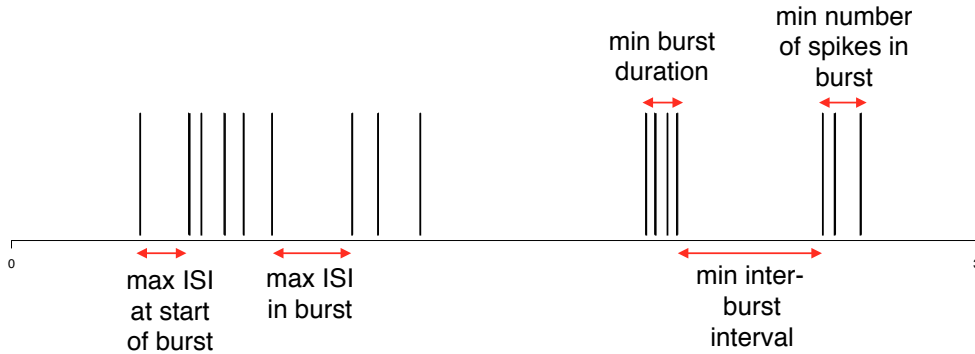 min number
of spikes in
burst
min burst
duration
0
3
max ISI
at start
of burst
max ISI
in burst
min inter-
burst
interval